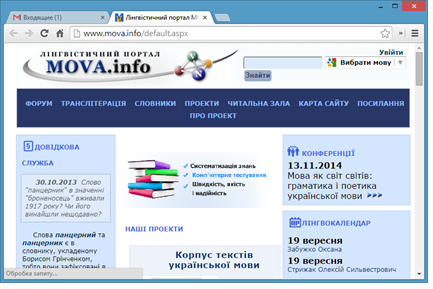 Входящие (1)
Лінгвістичний портал М
www.mova.info/default.aspx
ЛІНГВІСТИЧНИЙ ПОРТАЛ
MOVA.info
Увійти
Вибрати мову
Знайти
ФОРУМ ТРАНСЛІТЕРАЦІЯ СЛОВНИКИ ПРОЕКТИ ЧИТАЛЬНА ЗАЛА КАРТА САЙТУ ПОСИЛАННЯ
ПРО ПРОЕКТ
ДОВІДКОВА
СЛУЖБА
30.10.2013 Слово
"панцерник" в значенні
"броненосець" вживали
1917 року? Чи його
винайшли нещодавно?
Слова панцерний та
панцерник є в
словнику, укладеному
Борисом Грінченком,
тобто вони зафіксовані в
Обробка запиту...
Систематизація знань
Комп'ютерне тестування
Швидкість, якість
і надійність
НАШІ ПРОЕКТИ
Корпус текстів
української мови
КОНФЕРЕНЦІЇ
13.11.2014
Мова як світ світів:
граматика і поетика
української мови >>>
ЛІНГВОКАЛЕНДАР
19 вересня
Забужко Оксана
19 вересня
Стрижак Олексій Сильвестрович